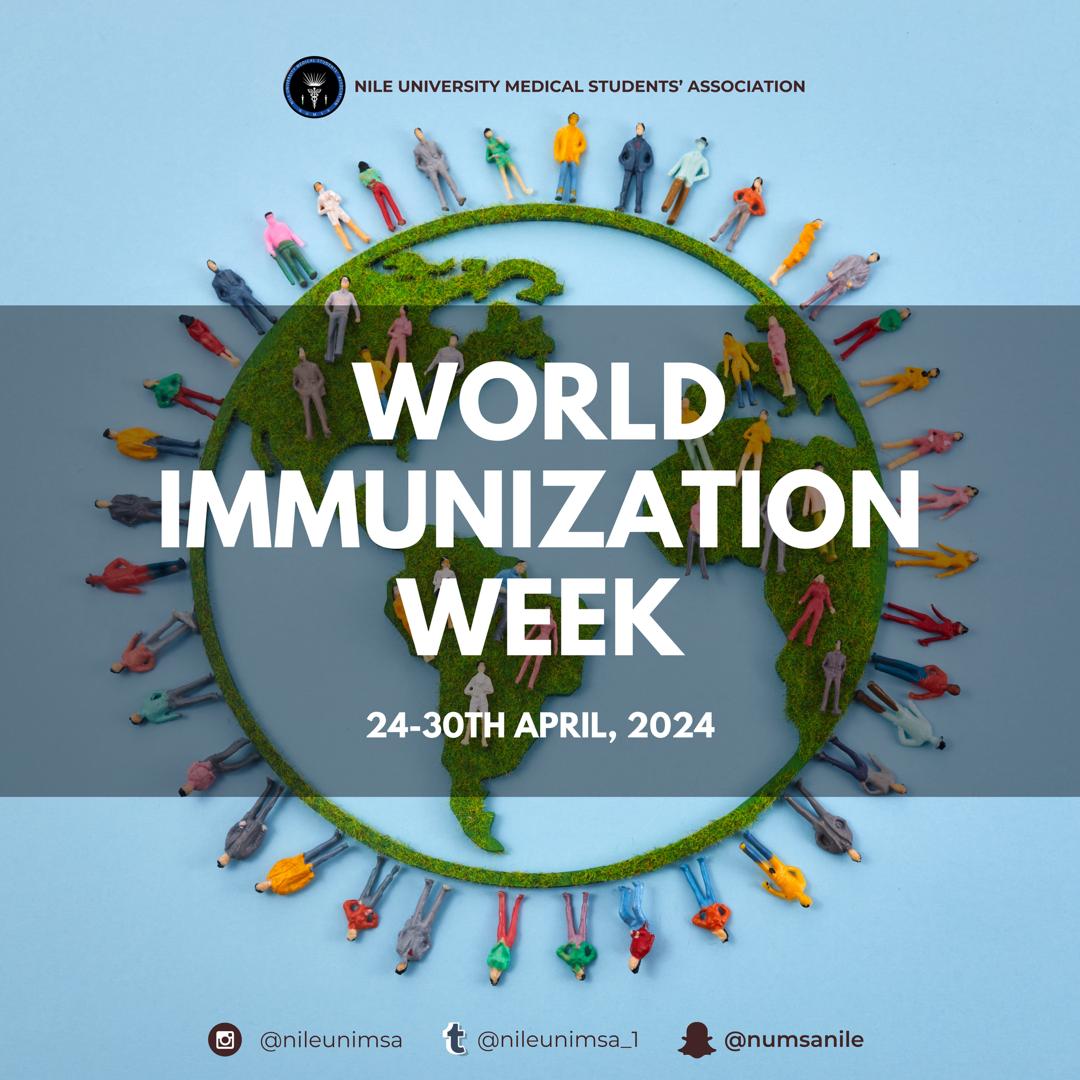 NILE UNIVERSITY MEDICAL STUDENTS' ASSOCIATION
WORLD
IMMUNIZATION
WEEK
24-30TH APRIL, 2024
@nileunimsa
@nileunimsa_1
@numsanile